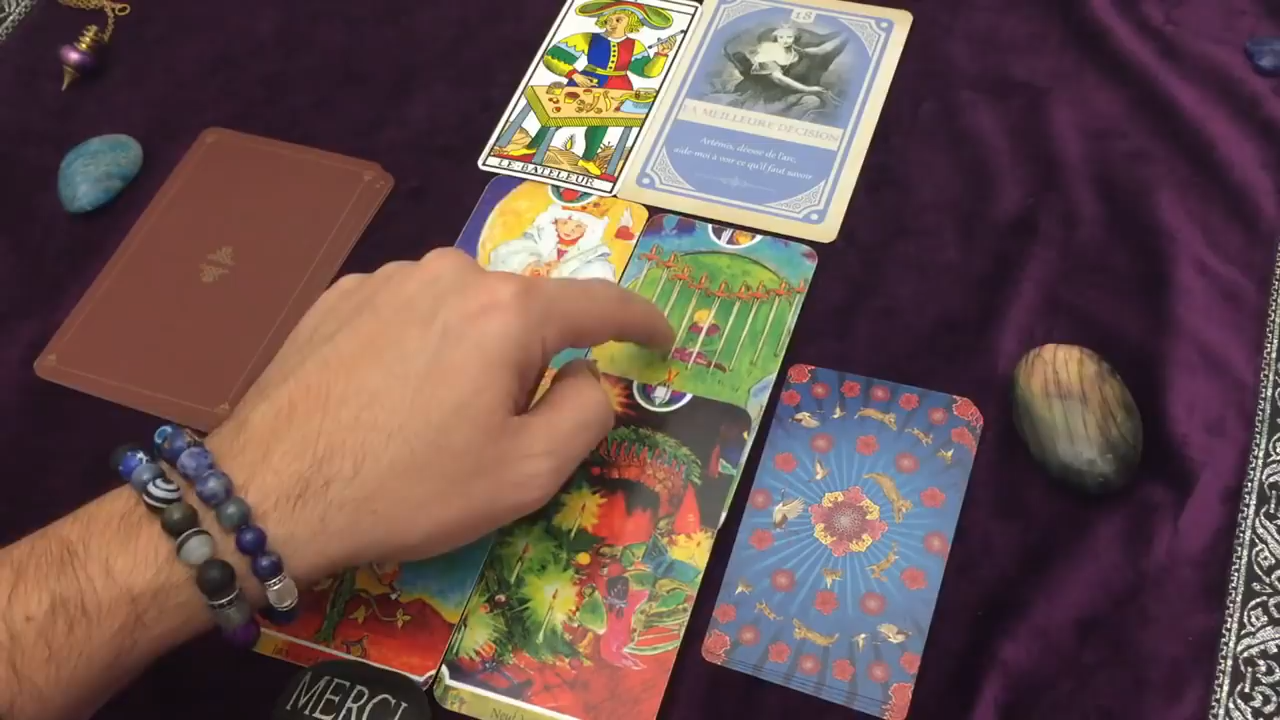 LE·BATELEUR
18
LA MEILLEURE DÉCISION
Artémis, déesse de l'arc,
aide-moi à voir ce qu'il faut savoir
MERCI